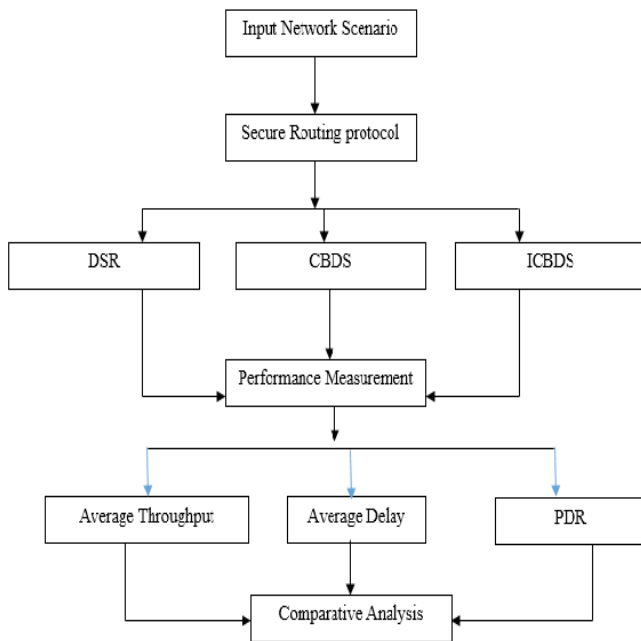 Input Network Scenario
Secure Routing protocol
DSR
CBDS
ICBDS
Performance Measurement
Average Throughput
Average Delay
PDR
Comparative Analysis